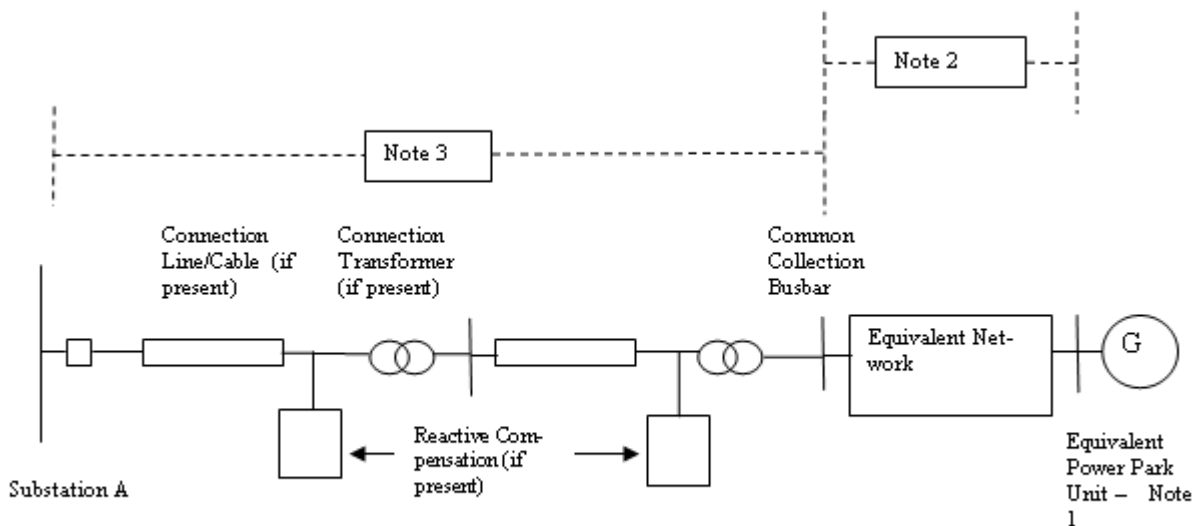 Note 2
Note 3
Connection
Line/Cable (if
present)
Connection
Transformer
(if present)
Common
Collection
Busbar
Equivalent Net-
work
G
Reactive Com-
pensation (if
present)
Substation A
Equivalent
Power Park
Unit – Note
1